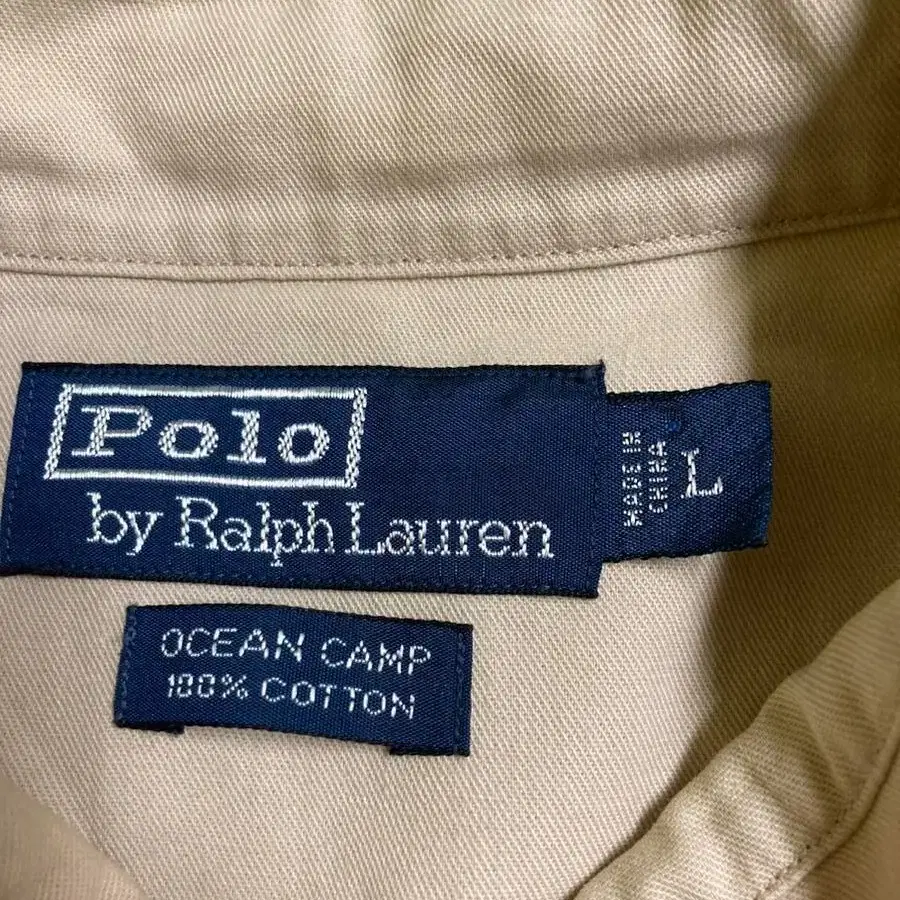 Polo
by Ralph Lauren
MADE IN
CHINA
L
OCEAN CAMP
100% COTTON